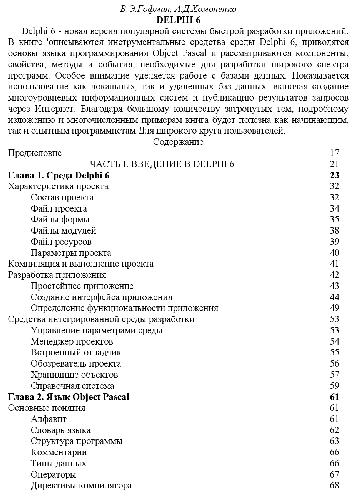 В. Э.Гофман, А.Д.Хомоненко
DELPHI 6
Delphi 6 - новая версия популярной системы быстрой разработки приложений.
В книге 'описываются инструментальные средства среды Delphi 6, приводятся
основы языка программирования Object Pascal и рассматриваются компоненты,
свойства, методы и события, необходимые для разработки широкого спектра
программ. Особое внимание уделяется работе с базами данных. Показывается
использование как локальных, так и удаленных баз данных, включая создание
многоуровневых информационных систем и публикацию результатов запросов
через Интернет. Благодаря большому количеству затронутых тем, подробному
изложению и многочисленным примерам книга будет полезна как начинающим,
так и опытным программистам. Для широкого круга пользователей.
Содержание
Предисловие 17
ЧАСТЬ I. ВВЕДЕНИЕ В DELPHI 6 21
Глава 1. Среда Delphi 6 23
Характеристика проекта 32
Состав проекта 32
Файл проекта 34
Файлы формы 35
Файлы модулей 38
Файл ресурсов 39
Параметры проекта 40
Компиляция и выполнение проекта 41
Разработка приложения 42
Простейшее приложение 43
Создание интерфейса приложения 44
Определение функциональности приложения 49
Средства интегрированной среды разработки 53
Управление параметрами среды 53
Менеджер проектов 54
Встроенный отладчик 55
Обозреватель проекта 56
Хранилище объектов 57
Справочная система 59
Глава 2. Язык Object Pascal 61
Основные понятия 61
Алфавит 61
Словарь языка 62
Структура программы 63
Комментарии 66
Типы данных 66
Операторы 67
Директивы компилятора 68